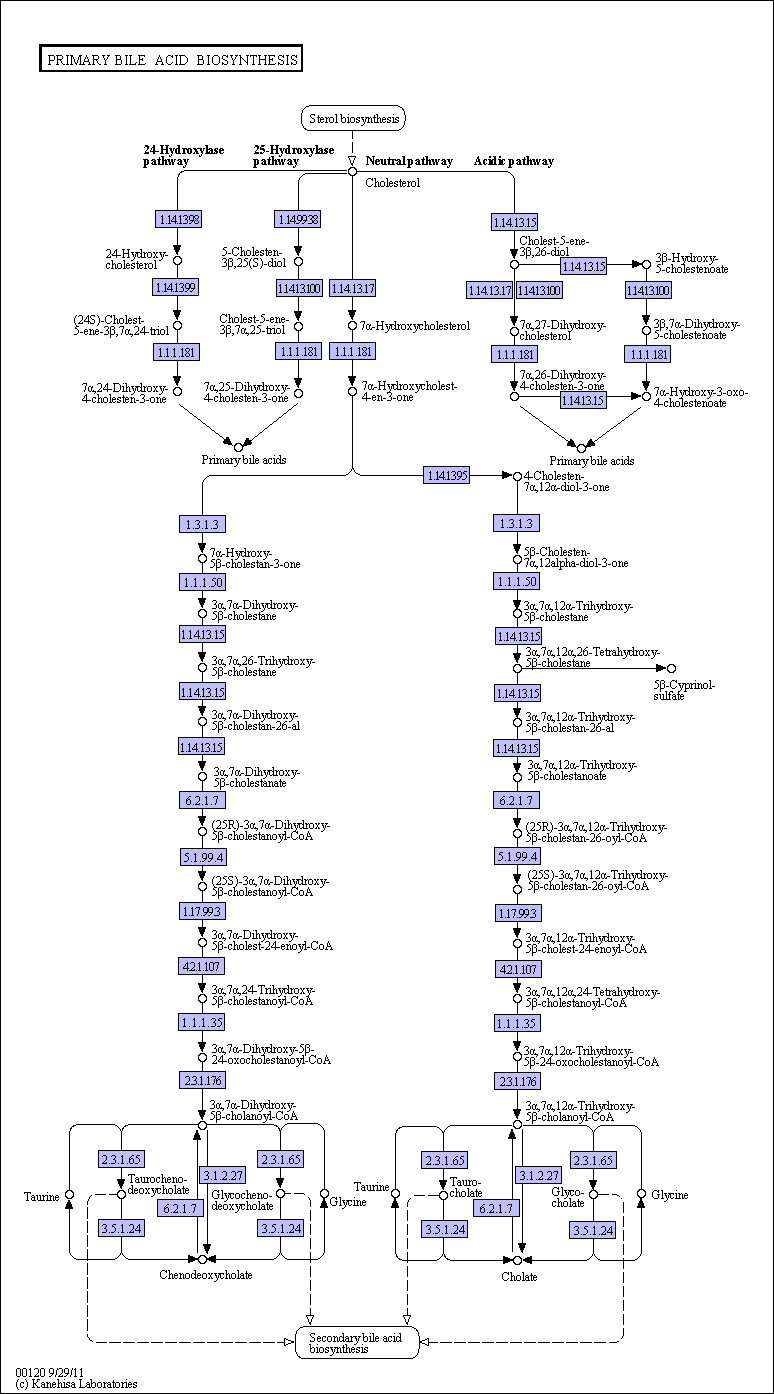 PRIMARY BILE ACID BIOSYNTHESIS
Sterol biosynthesis
24-Hydroxylase
pathway
25-Hydroxylase
pathway
Neutral pathway
Acidic pathway
Cholesterol
1.14.13.98
1.14.99.38
1.14.13.15
24-Hydroxy-
cholesterol
5-Cholesten-
3β,25(S)-diol
Cholest-5-ene-
3β,26-diol
1.14.13.15
3β-Hydroxy-
5-cholestenoate
1.14.13.99
1.14.13.100
1.14.13.17
1.14.13.17
1.14.13.100
1.14.13.100
(24S)-Cholest-
5-ene-3β,7α,24-triol
Cholest-5-ene-
3β,7α,25-triol
7α-Hydroxycholesterol
7α,27-Dihydroxy-
cholesterol
3β,7α-Dihydroxy-
5-cholestenoate
1.1.1.181
1.1.1.181
1.1.1.181
1.1.1.181
1.1.1.181
7α,24-Dihydroxy-
4-cholesten-3-one
7α,25-Dihydroxy-
4-cholesten-3-one
7α-Hydroxycholest-
4-en-3-one
7α,26-Dihydroxy-
4-cholesten-3-one
1.14.13.15
7α-Hydroxy-3-oxo-
4-cholestenoate
Primary bile acids
Primary bile acids
1.14.13.95
4-Cholesten-
7α,12α-diol-3-one
1.3.1.3
1.3.1.3
7α-Hydroxy-
5β-cholestan-3-one
5β-Cholesten-
7α,12alpha-diol-3-one
1.1.1.50
1.1.1.50
3α,7α-Dihydroxy-
5β-cholestane
3α,7α,12α-Trihydroxy-
5β-cholestane
1.14.13.15
1.14.13.15
3α,7α,26-Trihydroxy-
5β-cholestane
3α,7α,12α,26-Tetrahydroxy-
5β-cholestane
5β-Cyprinol-
sulfate
1.14.13.15
1.14.13.15
3α,7α-Dihydroxy-
5β-cholestan-26-al
3α,7α,12α-Trihydroxy-
5β-cholestan-26-al
1.14.13.15
1.14.13.15
3α,7α-Dihydroxy-
5β-cholestanate
3α,7α,12α-Trihydroxy-
5β-cholestanoate
6.2.1.7
6.2.1.7
(25R)-3α,7α-Dihydroxy-
5β-cholestanoyl-CoA
(25R)-3α,7α,12α-Trihydroxy-
5β-cholestan-26-oyl-CoA
5.1.99.4
5.1.99.4
(25S)-3α,7α-Dihydroxy-
5β-cholestanoyl-CoA
(25S)-3α,7α,12α-Trihydroxy-
5β-cholestan-26-oyl-CoA
1.17.99.3
1.17.99.3
3α,7α-Dihydroxy-
5β-cholest-24-enoyl-CoA
3α,7α,12α-Trihydroxy-
5β-cholest-24-enoyl-CoA
4.2.1.107
4.2.1.107
3α,7α,24-Trihydroxy-
5β-cholestanoyl-CoA
3α,7α,12α,24-Tetrahydroxy-
5β-cholestanoyl-CoA
1.1.1.35
1.1.1.35
3α,7α-Dihydroxy-5β-
24-oxocholestanoyl-CoA
3α,7α,12α-Trihydroxy-
5β-24-oxocholestanoyl-CoA
2.3.1.176
2.3.1.176
3α,7α-Dihydroxy-
5β-cholanoyl-CoA
3α,7α,12α-Trihydroxy-
5β-cholanoyl-CoA
2.3.1.65
3.1.2.27
2.3.1.65
2.3.1.65
3.1.2.27
2.3.1.65
Taurine
Taurocheno-
deoxycholate
Glycocheno-
deoxycholate
Glycine
Taurine
Tauro-
cholate
Glyco-
cholate
Glycine
3.5.1.24
6.2.1.7
3.5.1.24
3.5.1.24
6.2.1.7
3.5.1.24
Chenodeoxycholate
Cholate
Secondary bile acid
biosynthesis
00120 9/29/11
(c) Kanehisa Laboratories